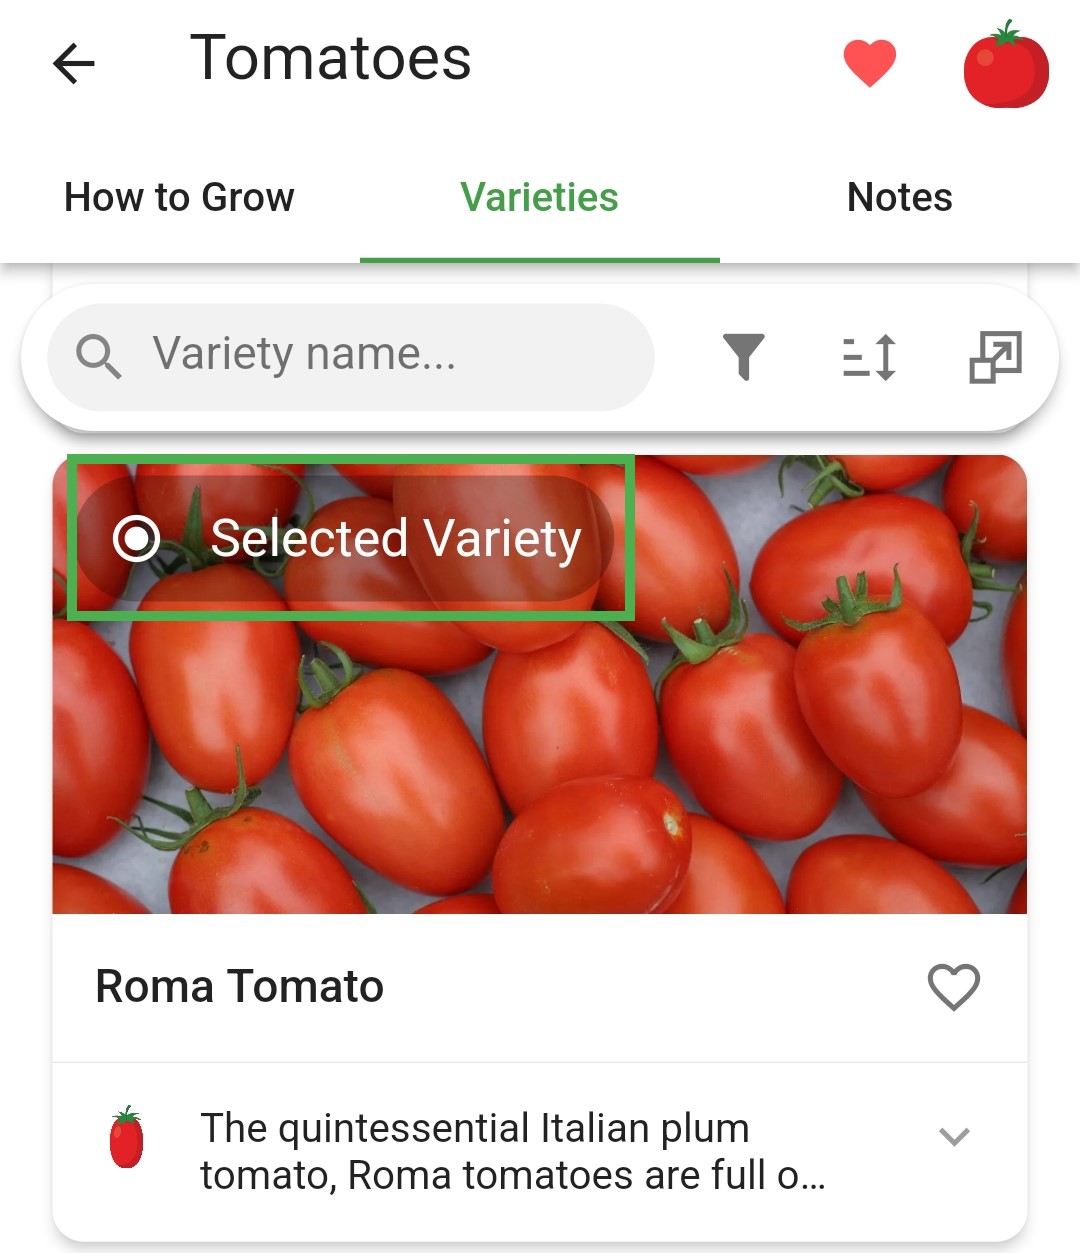 Tomatoes
How to Grow
Varieties
Notes
Variety name...
Selected Variety
Roma Tomato
The quintessential Italian plum
tomato, Roma tomatoes are full o...